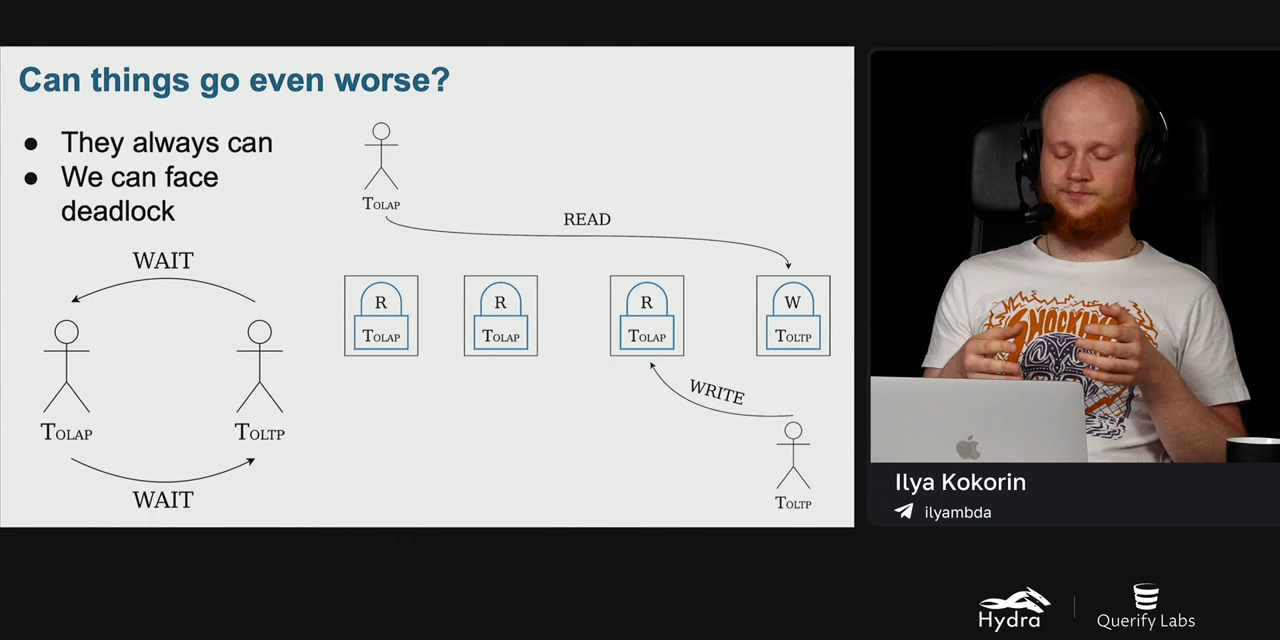 Can things go even worse?
● They always can
● We can face
deadlock
WAIT
TOLAP
TOLTP
WAIT
TOLAP
READ
R
TOLAP
R
TOLAP
R
TOLAP
W
TOLTP
WRITE
TOLTP
SHOCKING
Ilya Kokorin
ilyambda
Hydra
Querify Labs